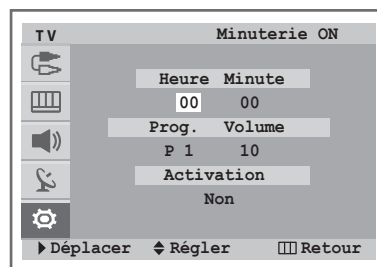 TV Minuterie ON
Heure Minute
00 00
Prog. Volume
P 1 10
Activation
Non
Déplacer Régler Retour